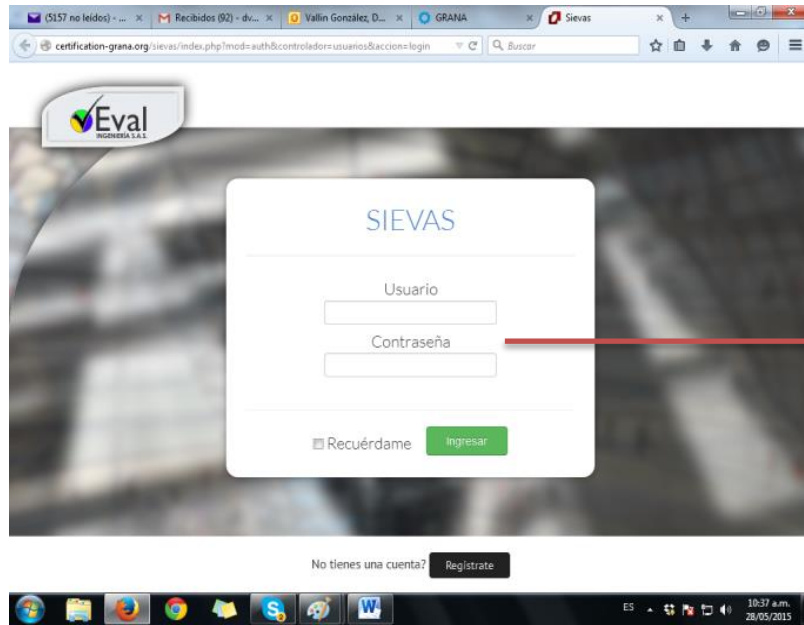 (5157 no leídos) - ...
Recibidos (92) - dv...
Vallin González, D...
GRANA
Sievas
certification-grana.org/sievas/index.php?mod=auth&controlador=usuarios&accion=login
Buscar
Eval
INGENIERÍA S.A.S.
SIEVAS
Usuario
Contraseña
Recuérdame
Ingresar
No tienes una cuenta?
Regístrate
ES
10:37 a.m.
28/05/2015